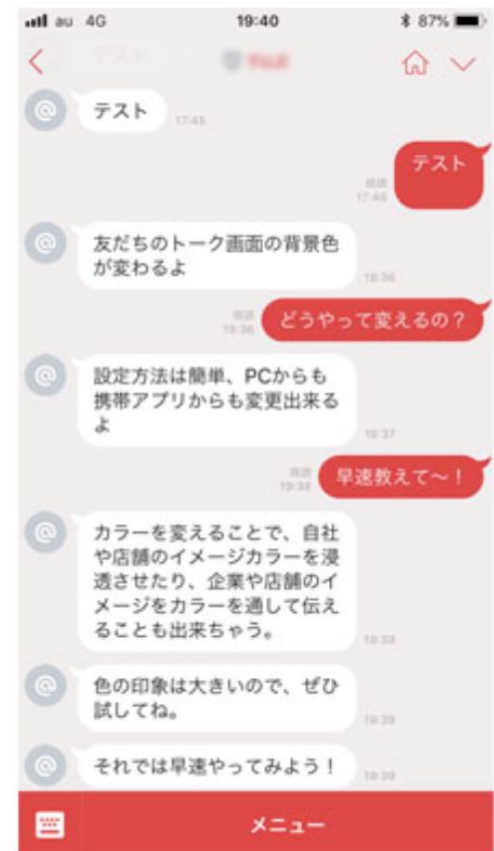 au 4G 19:40 87%
テスト
17:45
テスト
既読
17:46
友だちのトーク画面の背景色
が変わるよ
19:36
既読
19:36
どうやって変えるの？
設定方法は簡単、PCからも
携帯アプリからも変更出来る
よ
19:37
既読
19:38
早速教えて～！
カラーを変えることで、自社
や店舗のイメージカラーを浸
透させたり、企業や店舗のイ
メージをカラーを通して伝え
ることも出来ちゃう。
19:39
色の印象は大きいので、ぜひ
試してね。
19:39
それでは早速やってみよう！
19:39
メニュー